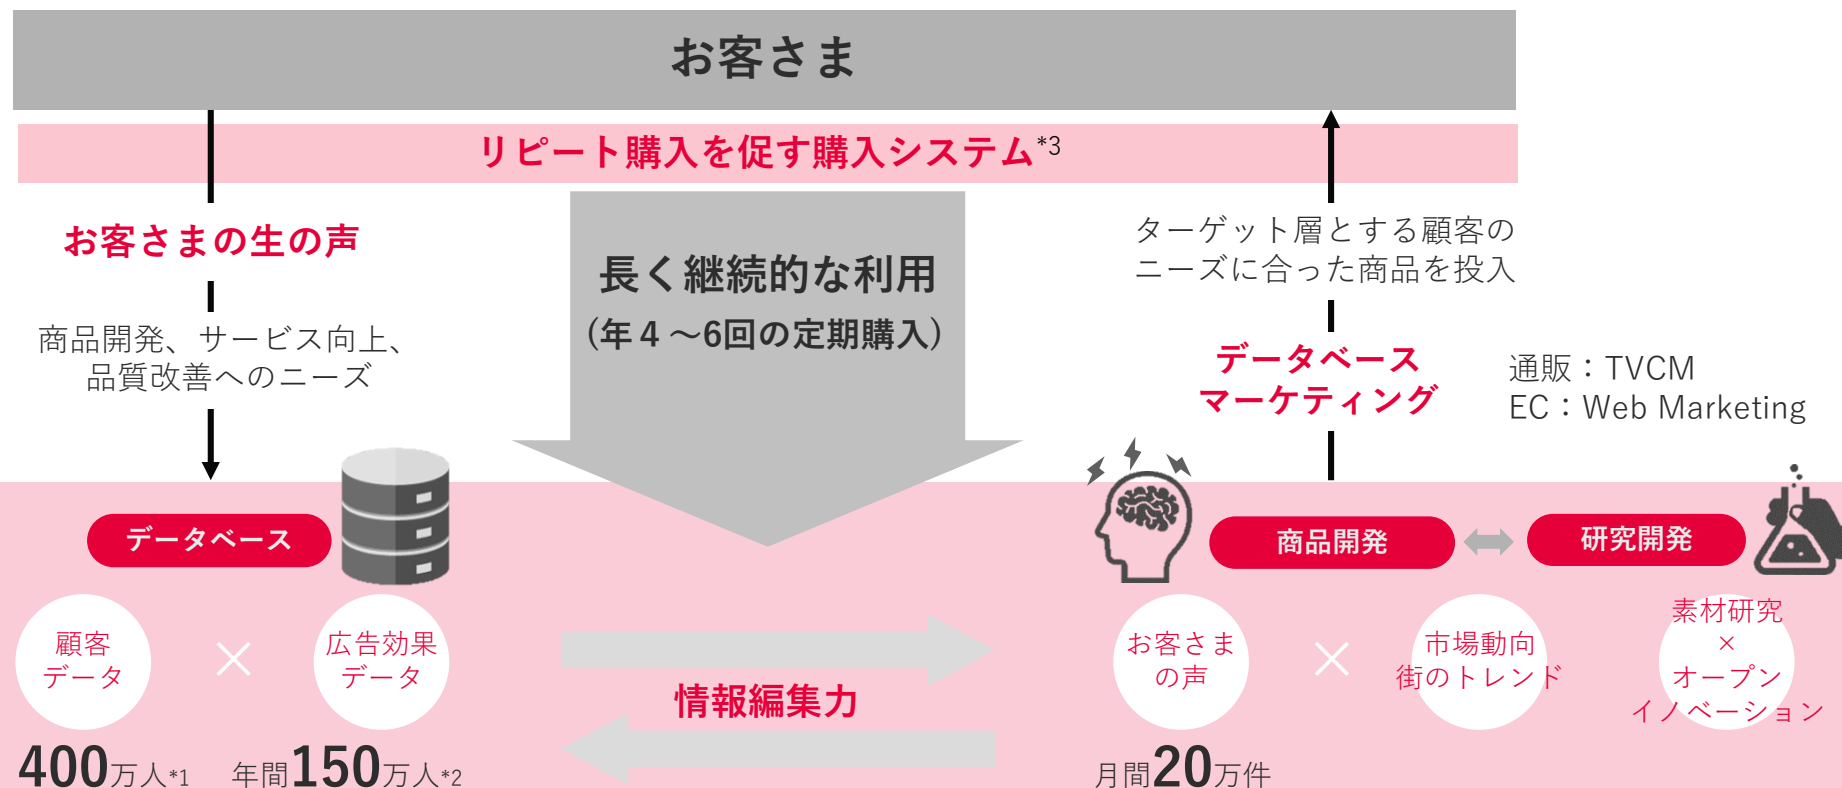 お客さま
リピート購入を促す購入システム*3
お客さまの生の声
商品開発、サービス向上、
品質改善へのニーズ
長く継続的な利用
(年４～6回の定期購入)
ターゲット層とする顧客の
ニーズに合った商品を投入
データベース
マーケティング
通販：TVCM
EC：Web Marketing
データベース
商品開発
研究開発
顧客
データ
×
広告効果
データ
400万人*1
年間150万人*2
情報編集力
お客さま
の声
×
市場動向
街のトレンド
素材研究
×
オープン
イノベーション
月間20万件